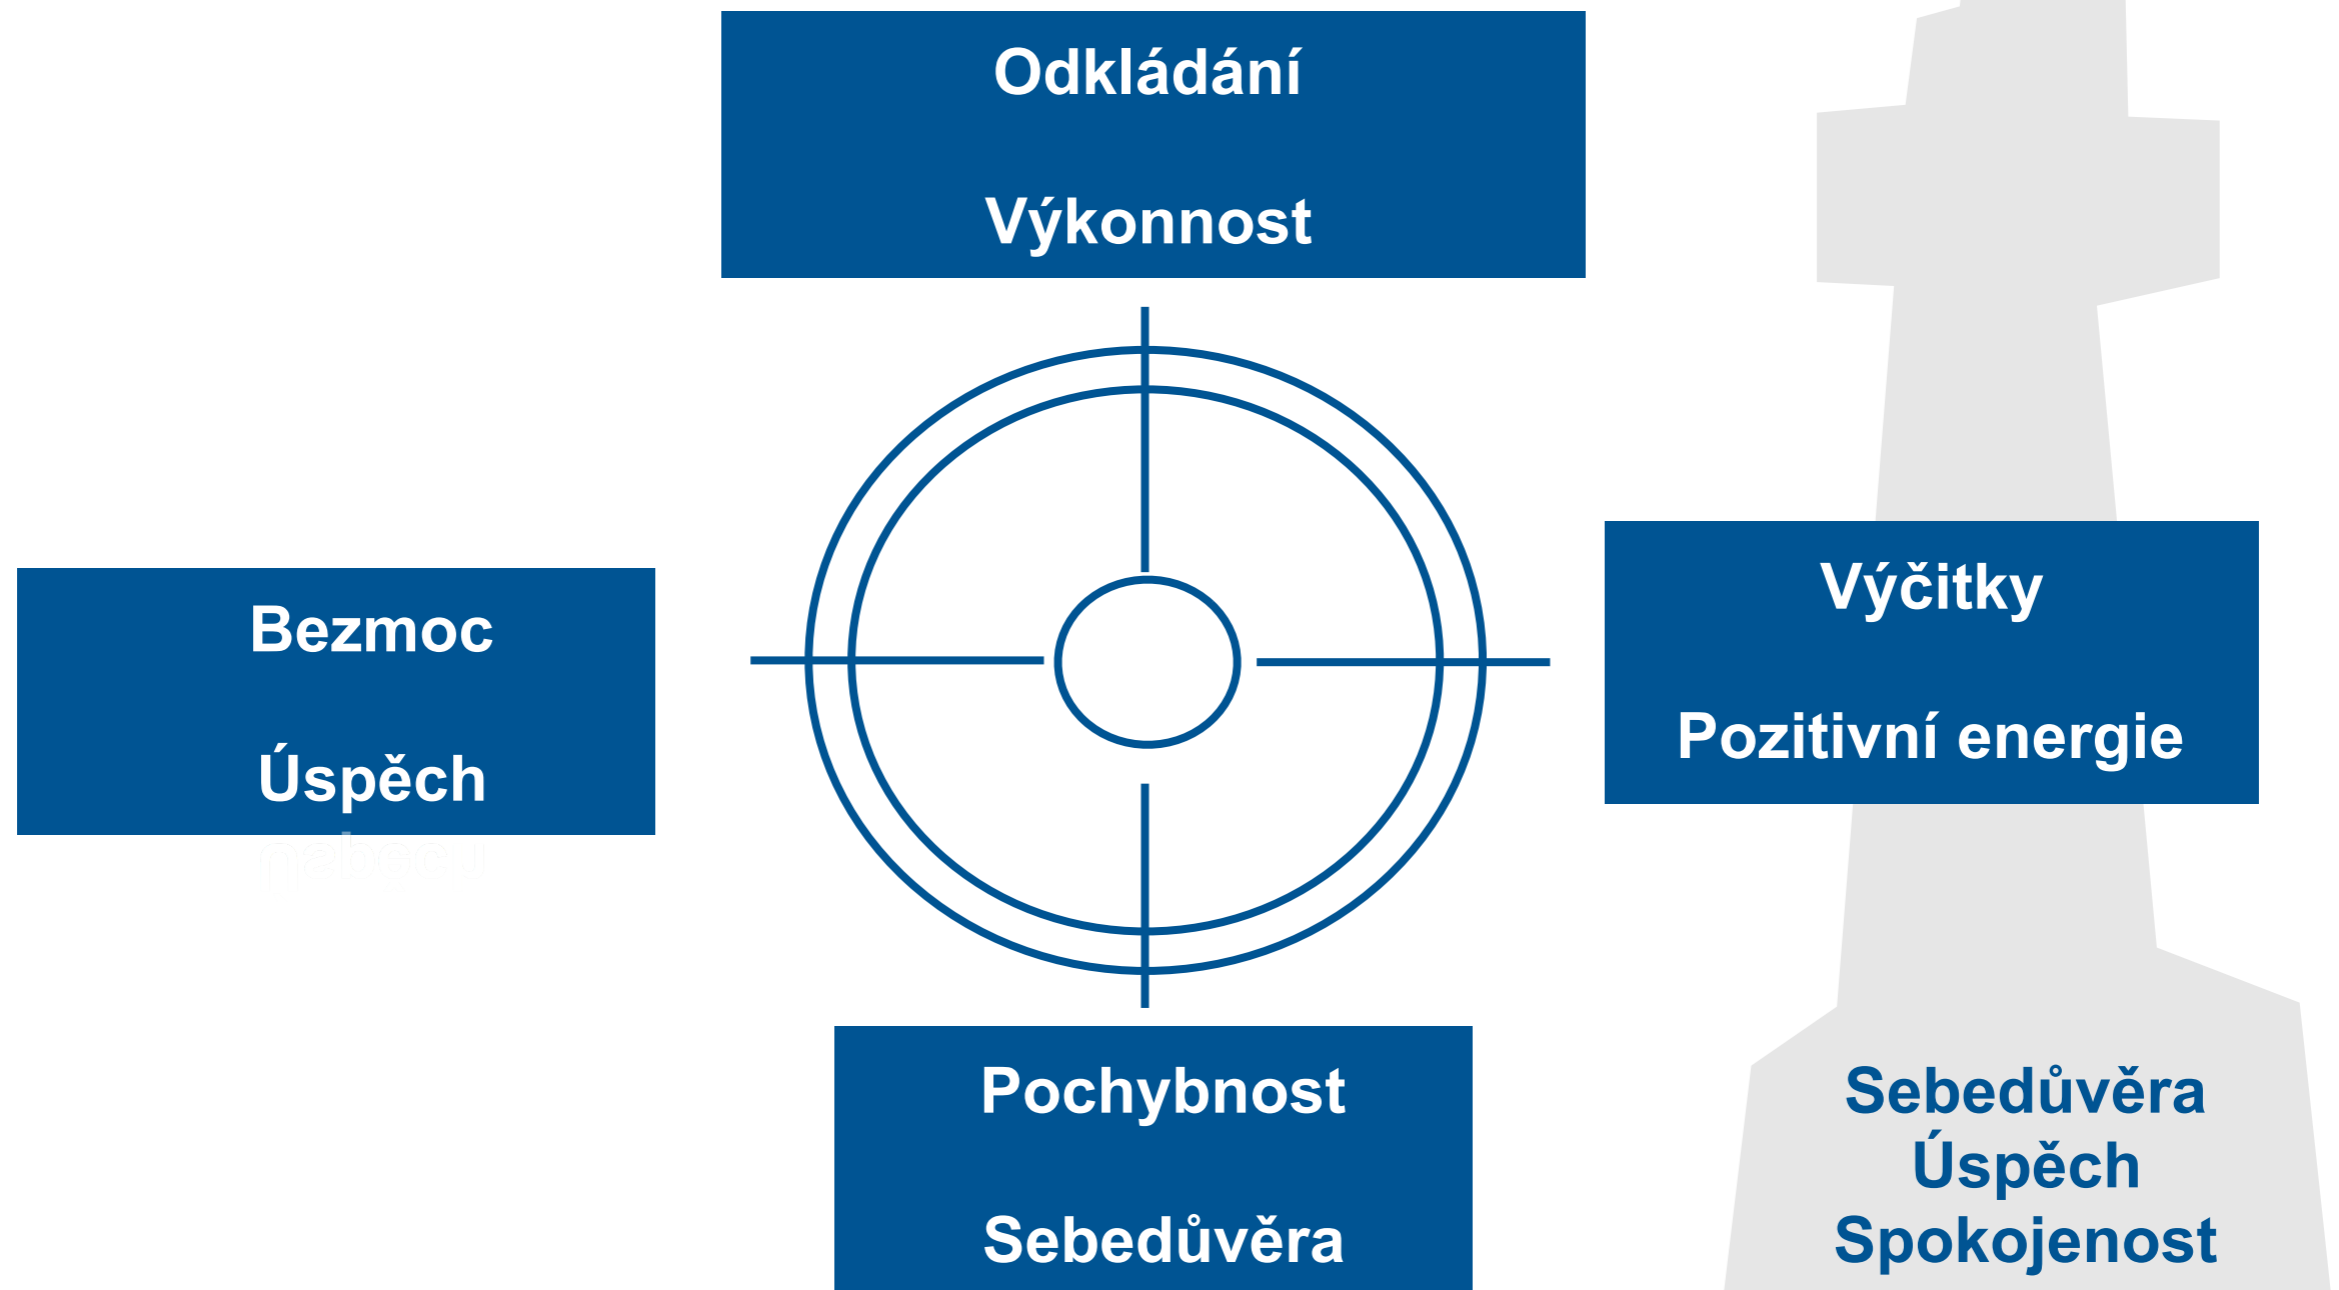 Odkládání
Výkonnost
Bezmoc
Úspěch
Výčitky
Pozitivní energie
Pochybnost
Sebedůvěra
Sebedůvěra
Úspěch
Spokojenost